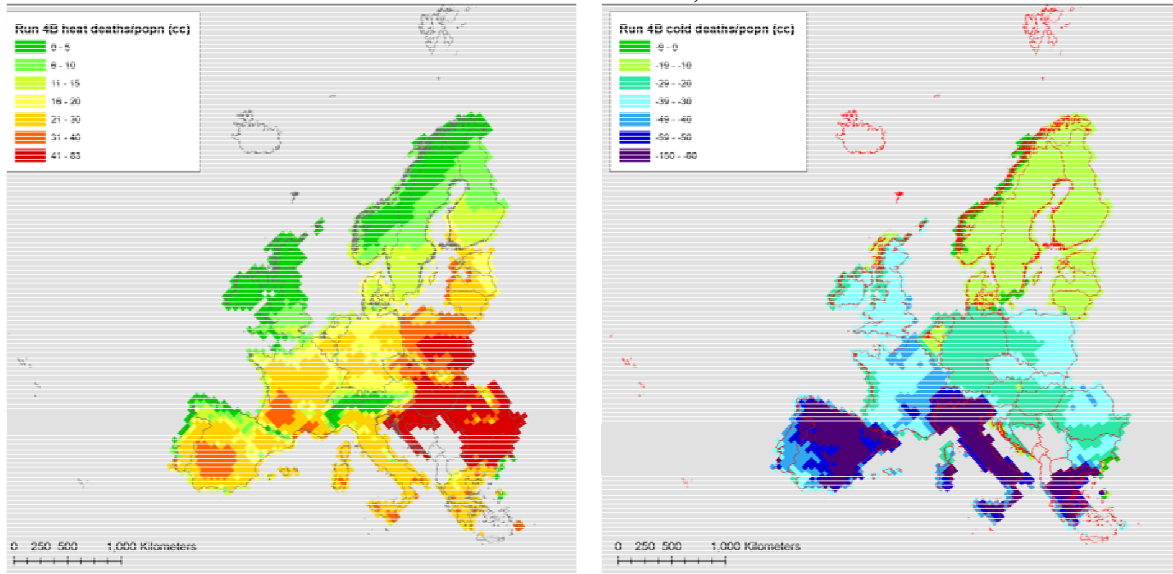 Run 4B heat deaths/popn (cc)
0 - 5
6 - 10
11 - 15
16 - 20
21 - 30
31 - 40
41 - 63
0 250 500 1,000 Kilometers
Run 4B cold deaths/popn (cc)
-9 - 0
-19 - -10
-29 - -20
-39 - -30
-49 - -40
-59 - -50
-150 - -60
0 250 500 1,000 Kilometers